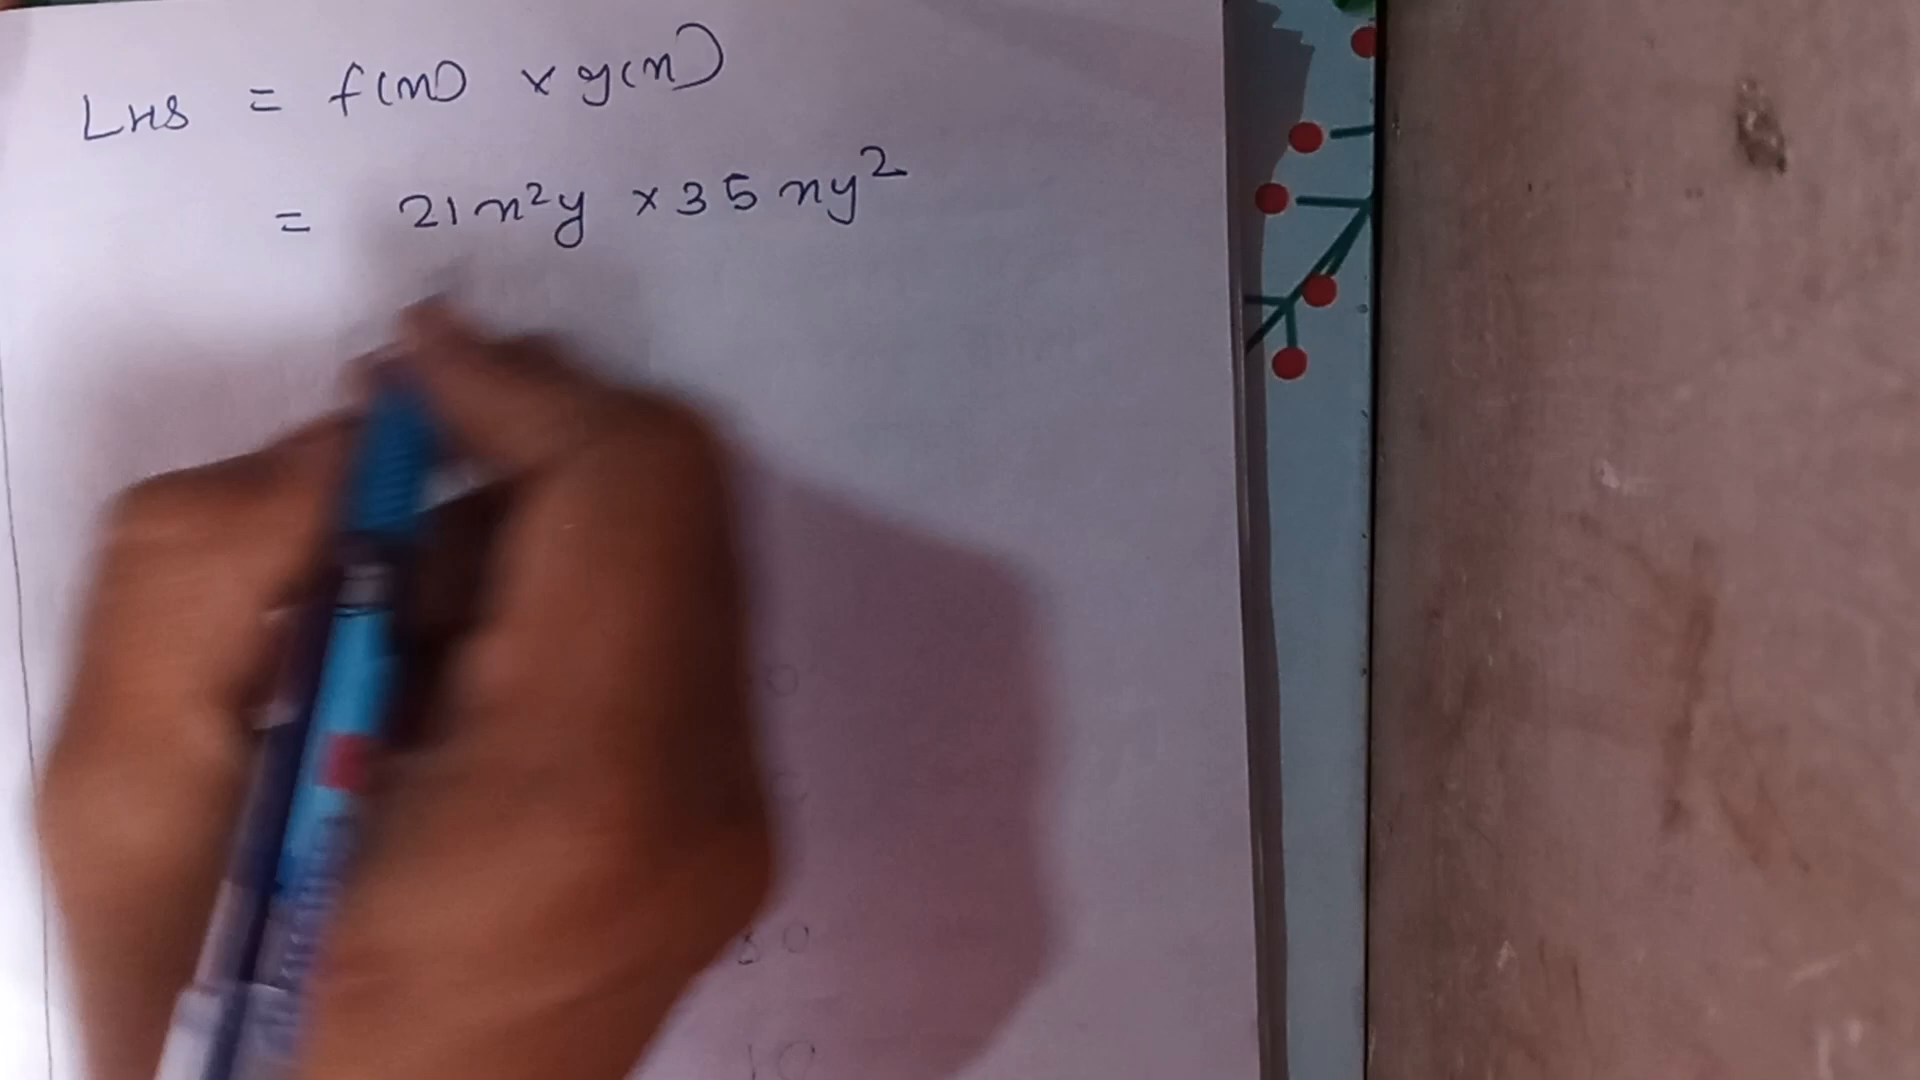 LHS = f(x) × g(x)
= 21x²y × 35xy²